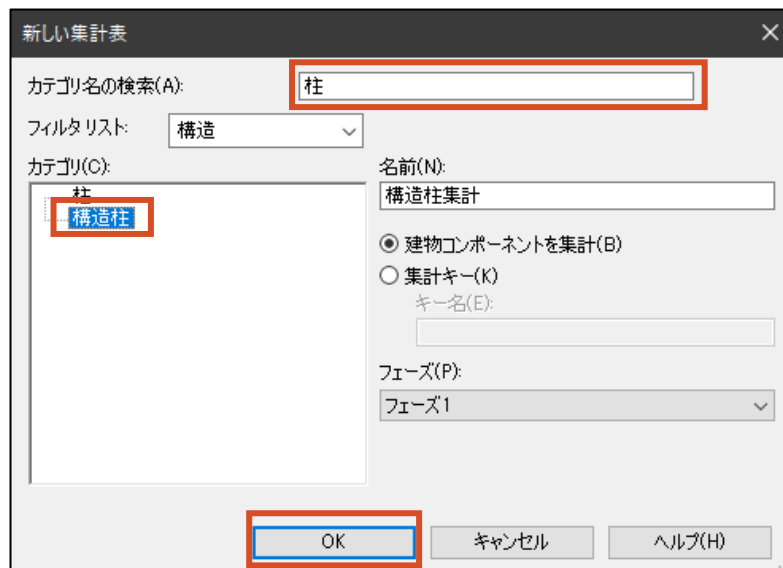 新しい集計表
カテゴリ名の検索(A):
柱
フィルタ リスト:
構造
カテゴリ(C):
柱
構造柱
名前(N):
構造柱集計
建物コンポーネントを集計(B)
集計キー(K)
キー名(E):
フェーズ(P):
フェーズ1
OK
キャンセル
ヘルプ(H)